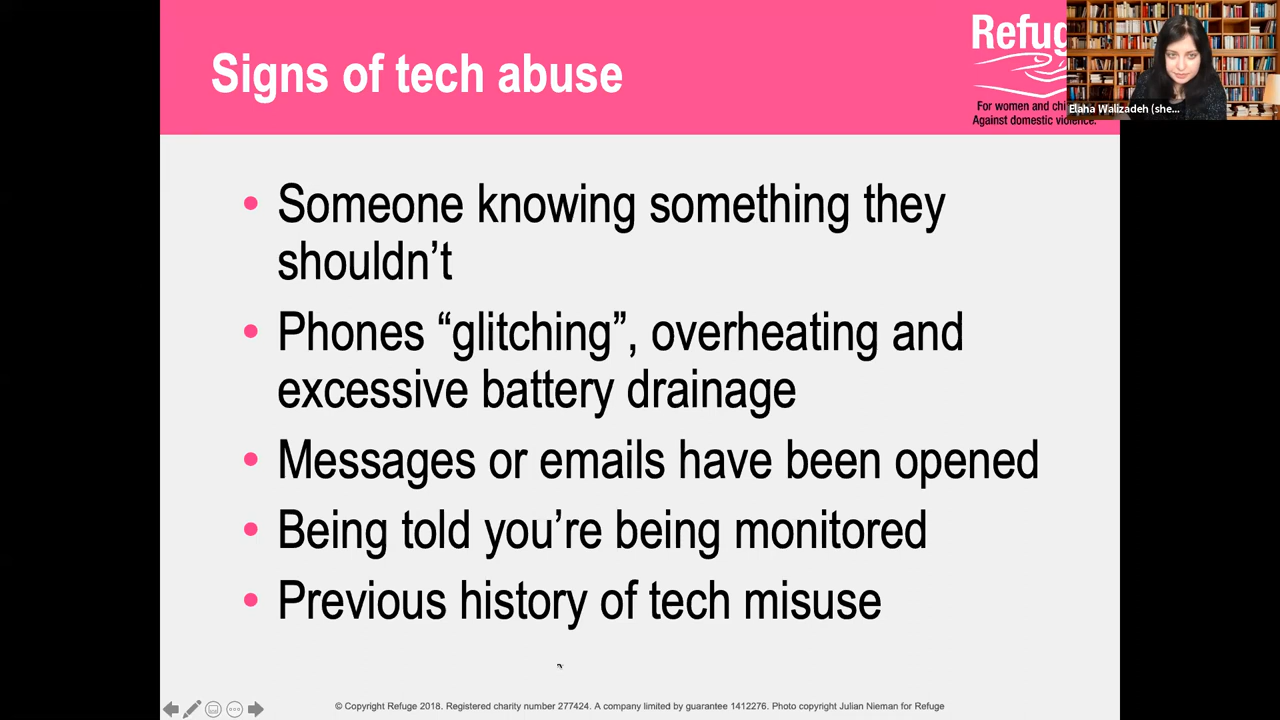 Signs of tech abuse
Refug
For women and chi
Against domestic violence.
Elaha Walizadeh (she...
• Someone knowing something they
shouldn’t
• Phones “glitching”, overheating and
excessive battery drainage
• Messages or emails have been opened
• Being told you’re being monitored
• Previous history of tech misuse
© Copyright Refuge 2018. Registered charity number 277424. A company limited by guarantee 1412276. Photo copyright Julian Nieman for Refuge